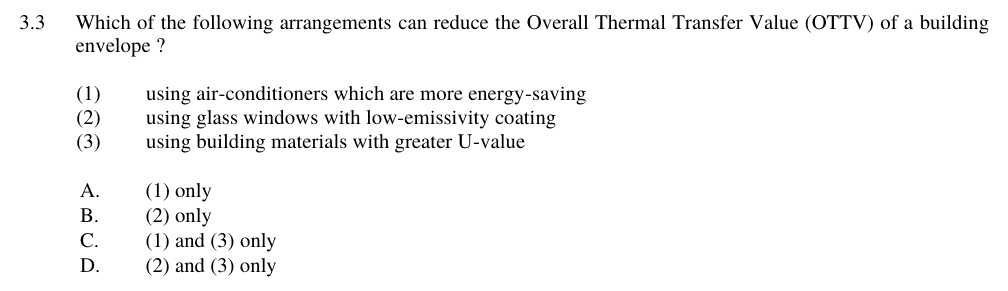 3.3 Which of the following arrangements can reduce the Overall Thermal Transfer Value (OTTV) of a building
envelope ?
(1) using air-conditioners which are more energy-saving
(2) using glass windows with low-emissivity coating
(3) using building materials with greater U-value
A. (1) only
B. (2) only
C. (1) and (3) only
D. (2) and (3) only